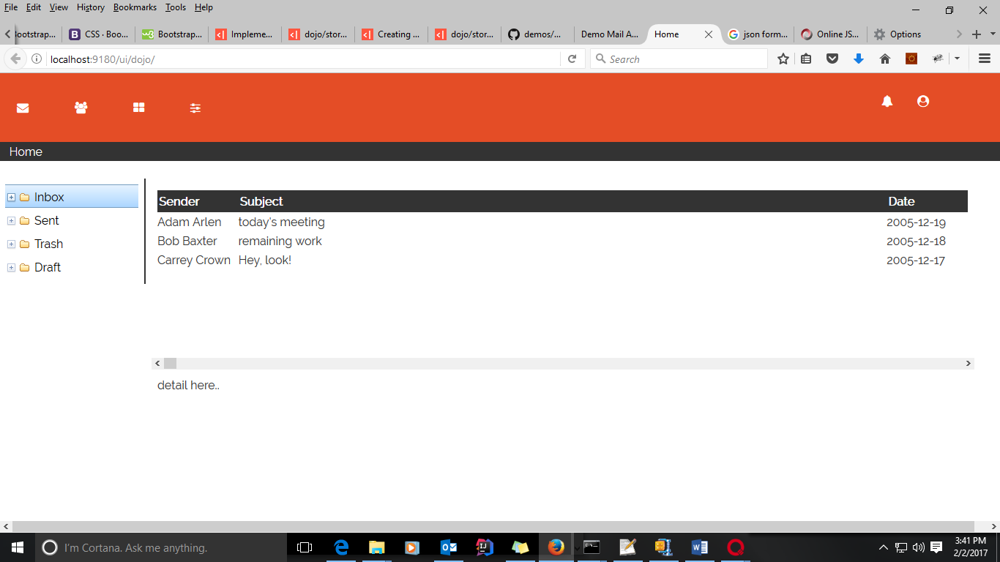 File Edit View History Bookmarks Tools Help
ootstrap... CSS · Boo... Bootstrap... Impleme... dojo/stor... Creating ... dojo/stor... demos/... Demo Mail A... Home json form... Online JS... Options
localhost:9180/ui/dojo/ Search
Home
Inbox
Sent
Trash
Draft
Sender Subject Date
Adam Arlen today's meeting 2005-12-19
Bob Baxter remaining work 2005-12-18
Carrey Crown Hey, look! 2005-12-17
detail here..
I'm Cortana. Ask me anything.
3:41 PM
2/2/2017